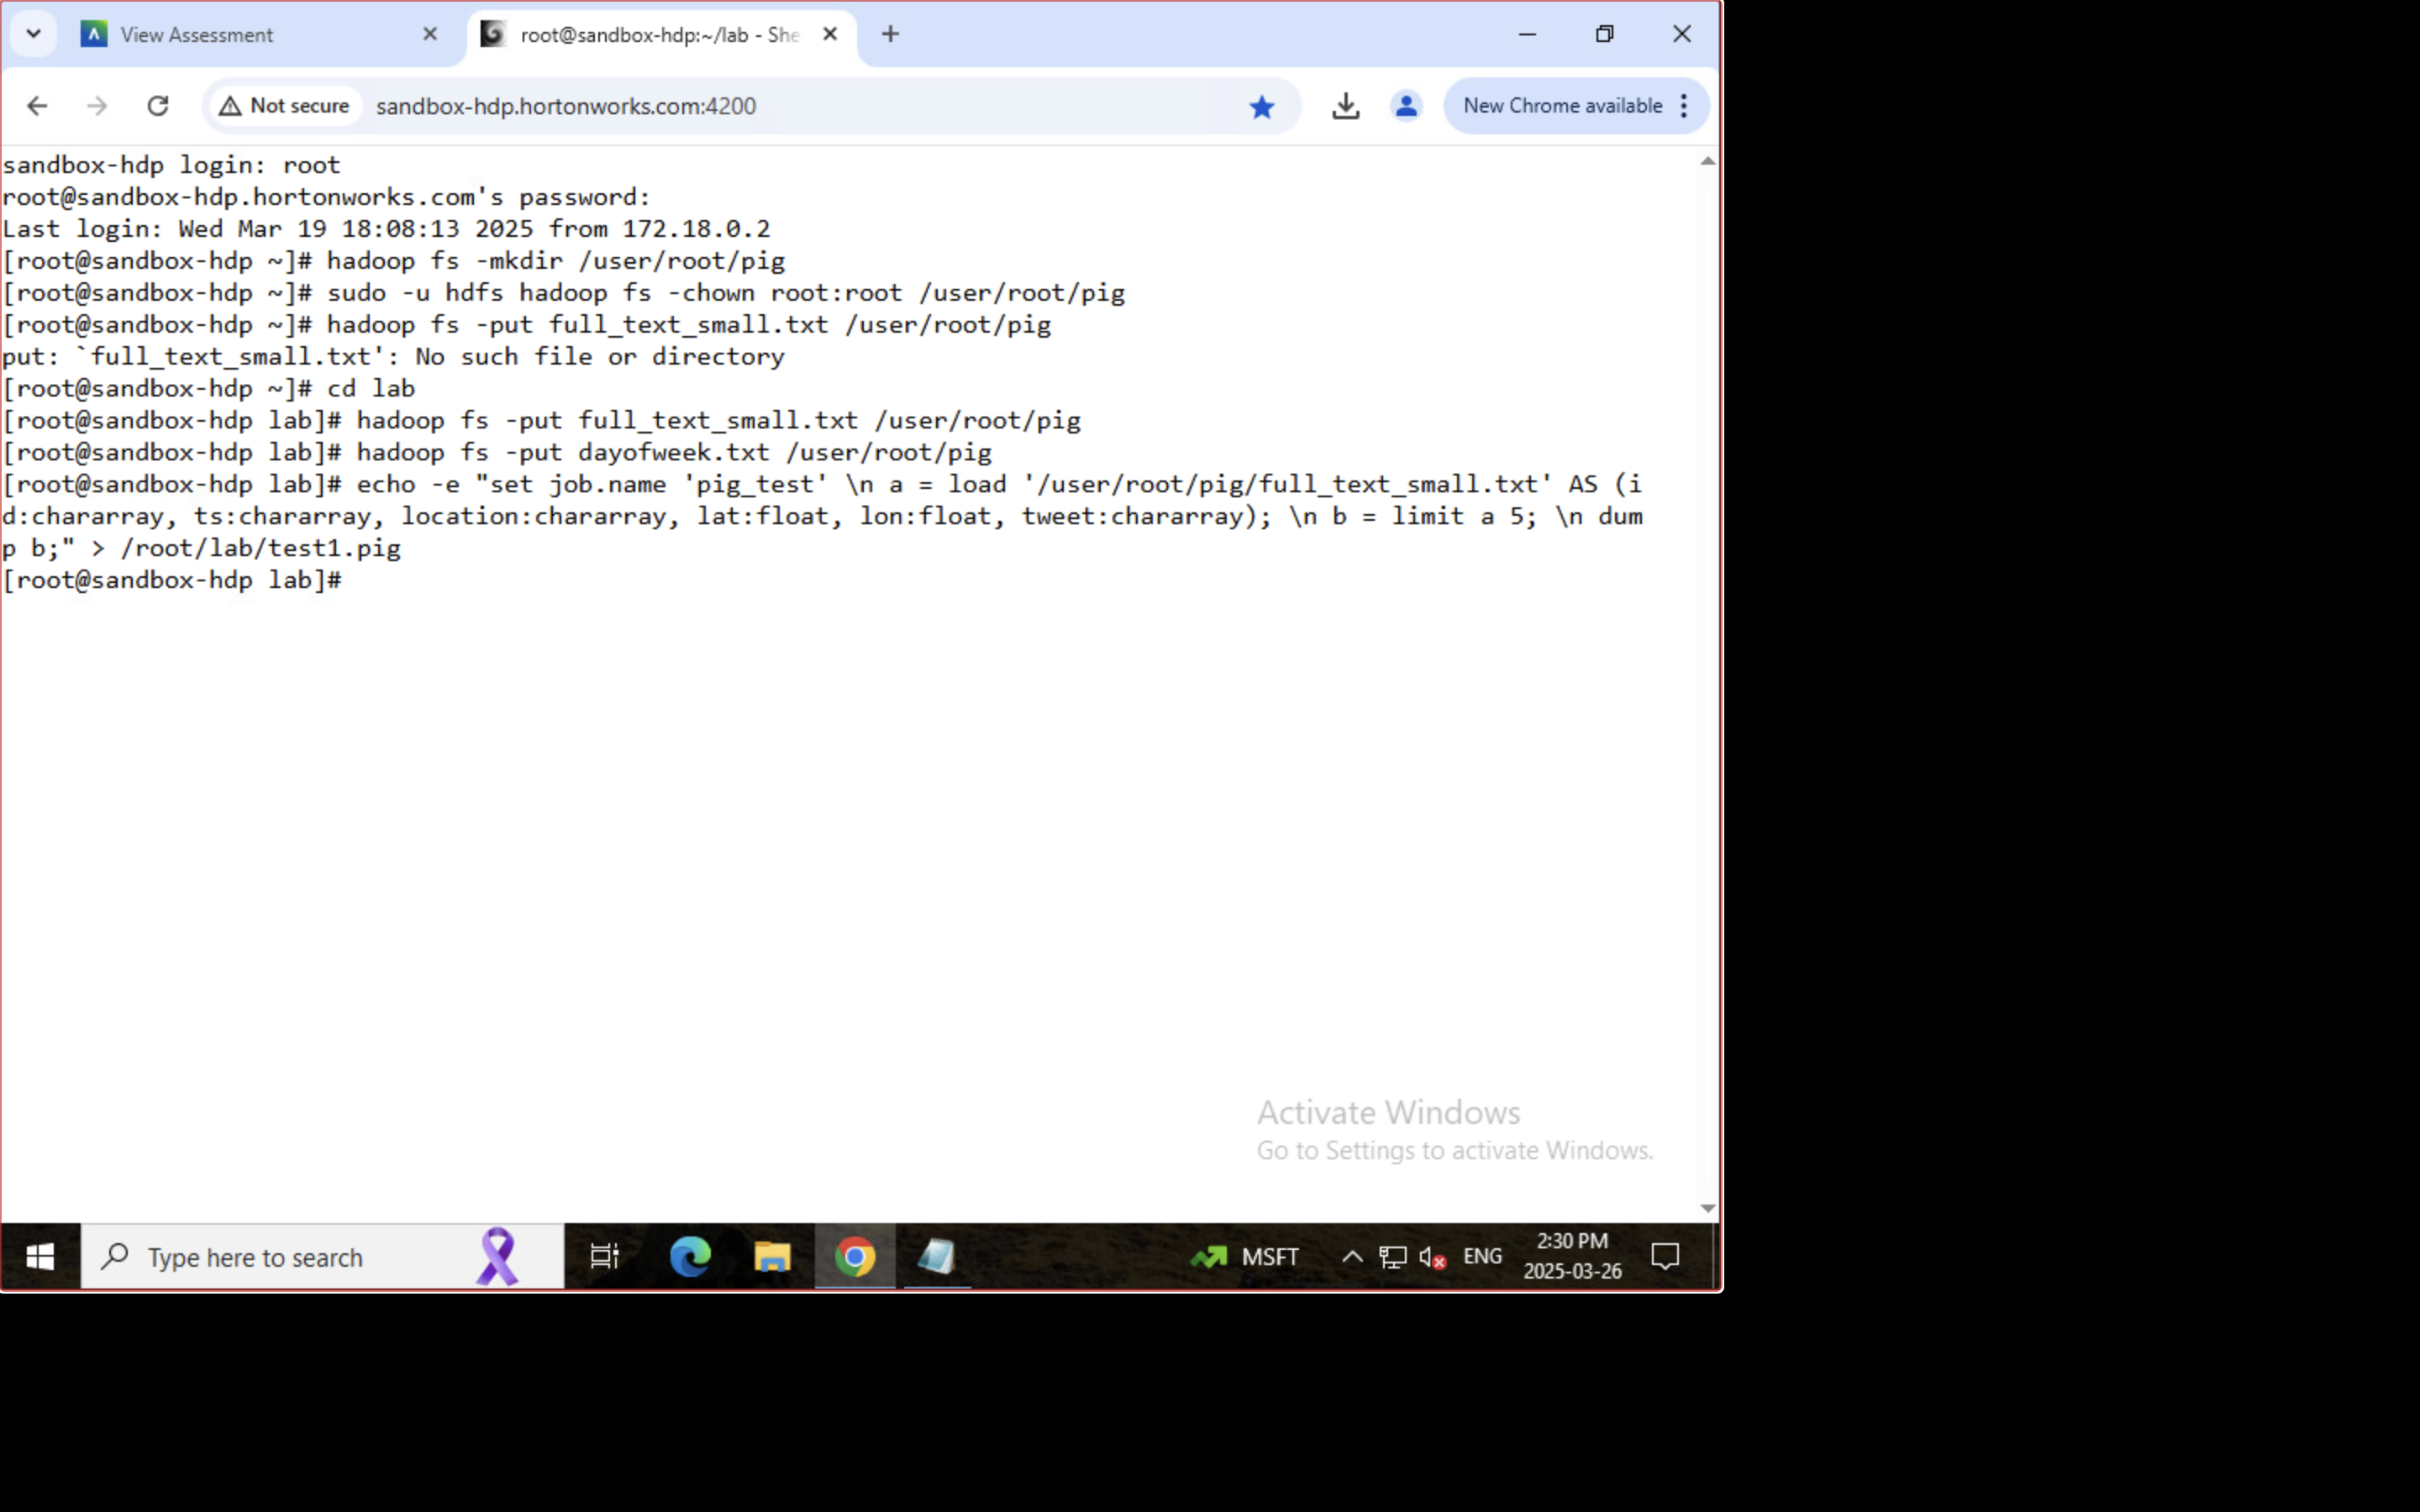 View Assessment
root@sandbox-hdp:~/lab - She
Not secure
sandbox-hdp.hortonworks.com:4200
New Chrome available
sandbox-hdp login: root
root@sandbox-hdp.hortonworks.com's password:
Last login: Wed Mar 19 18:08:13 2025 from 172.18.0.2
[root@sandbox-hdp ~]# hadoop fs -mkdir /user/root/pig
[root@sandbox-hdp ~]# sudo -u hdfs hadoop fs -chown root:root /user/root/pig
[root@sandbox-hdp ~]# hadoop fs -put full_text_small.txt /user/root/pig
put: `full_text_small.txt': No such file or directory
[root@sandbox-hdp ~]# cd lab
[root@sandbox-hdp lab]# hadoop fs -put full_text_small.txt /user/root/pig
[root@sandbox-hdp lab]# hadoop fs -put dayofweek.txt /user/root/pig
[root@sandbox-hdp lab]# echo -e "set job.name 'pig_test' \n a = load '/user/root/pig/full_text_small.txt' AS (i
d:chararray, ts:chararray, location:chararray, lat:float, lon:float, tweet:chararray); \n b = limit a 5; \n dum
p b;" > /root/lab/test1.pig
[root@sandbox-hdp lab]#
Activate Windows
Go to Settings to activate Windows.
Type here to search
MSFT
ENG
2:30 PM
2025-03-26